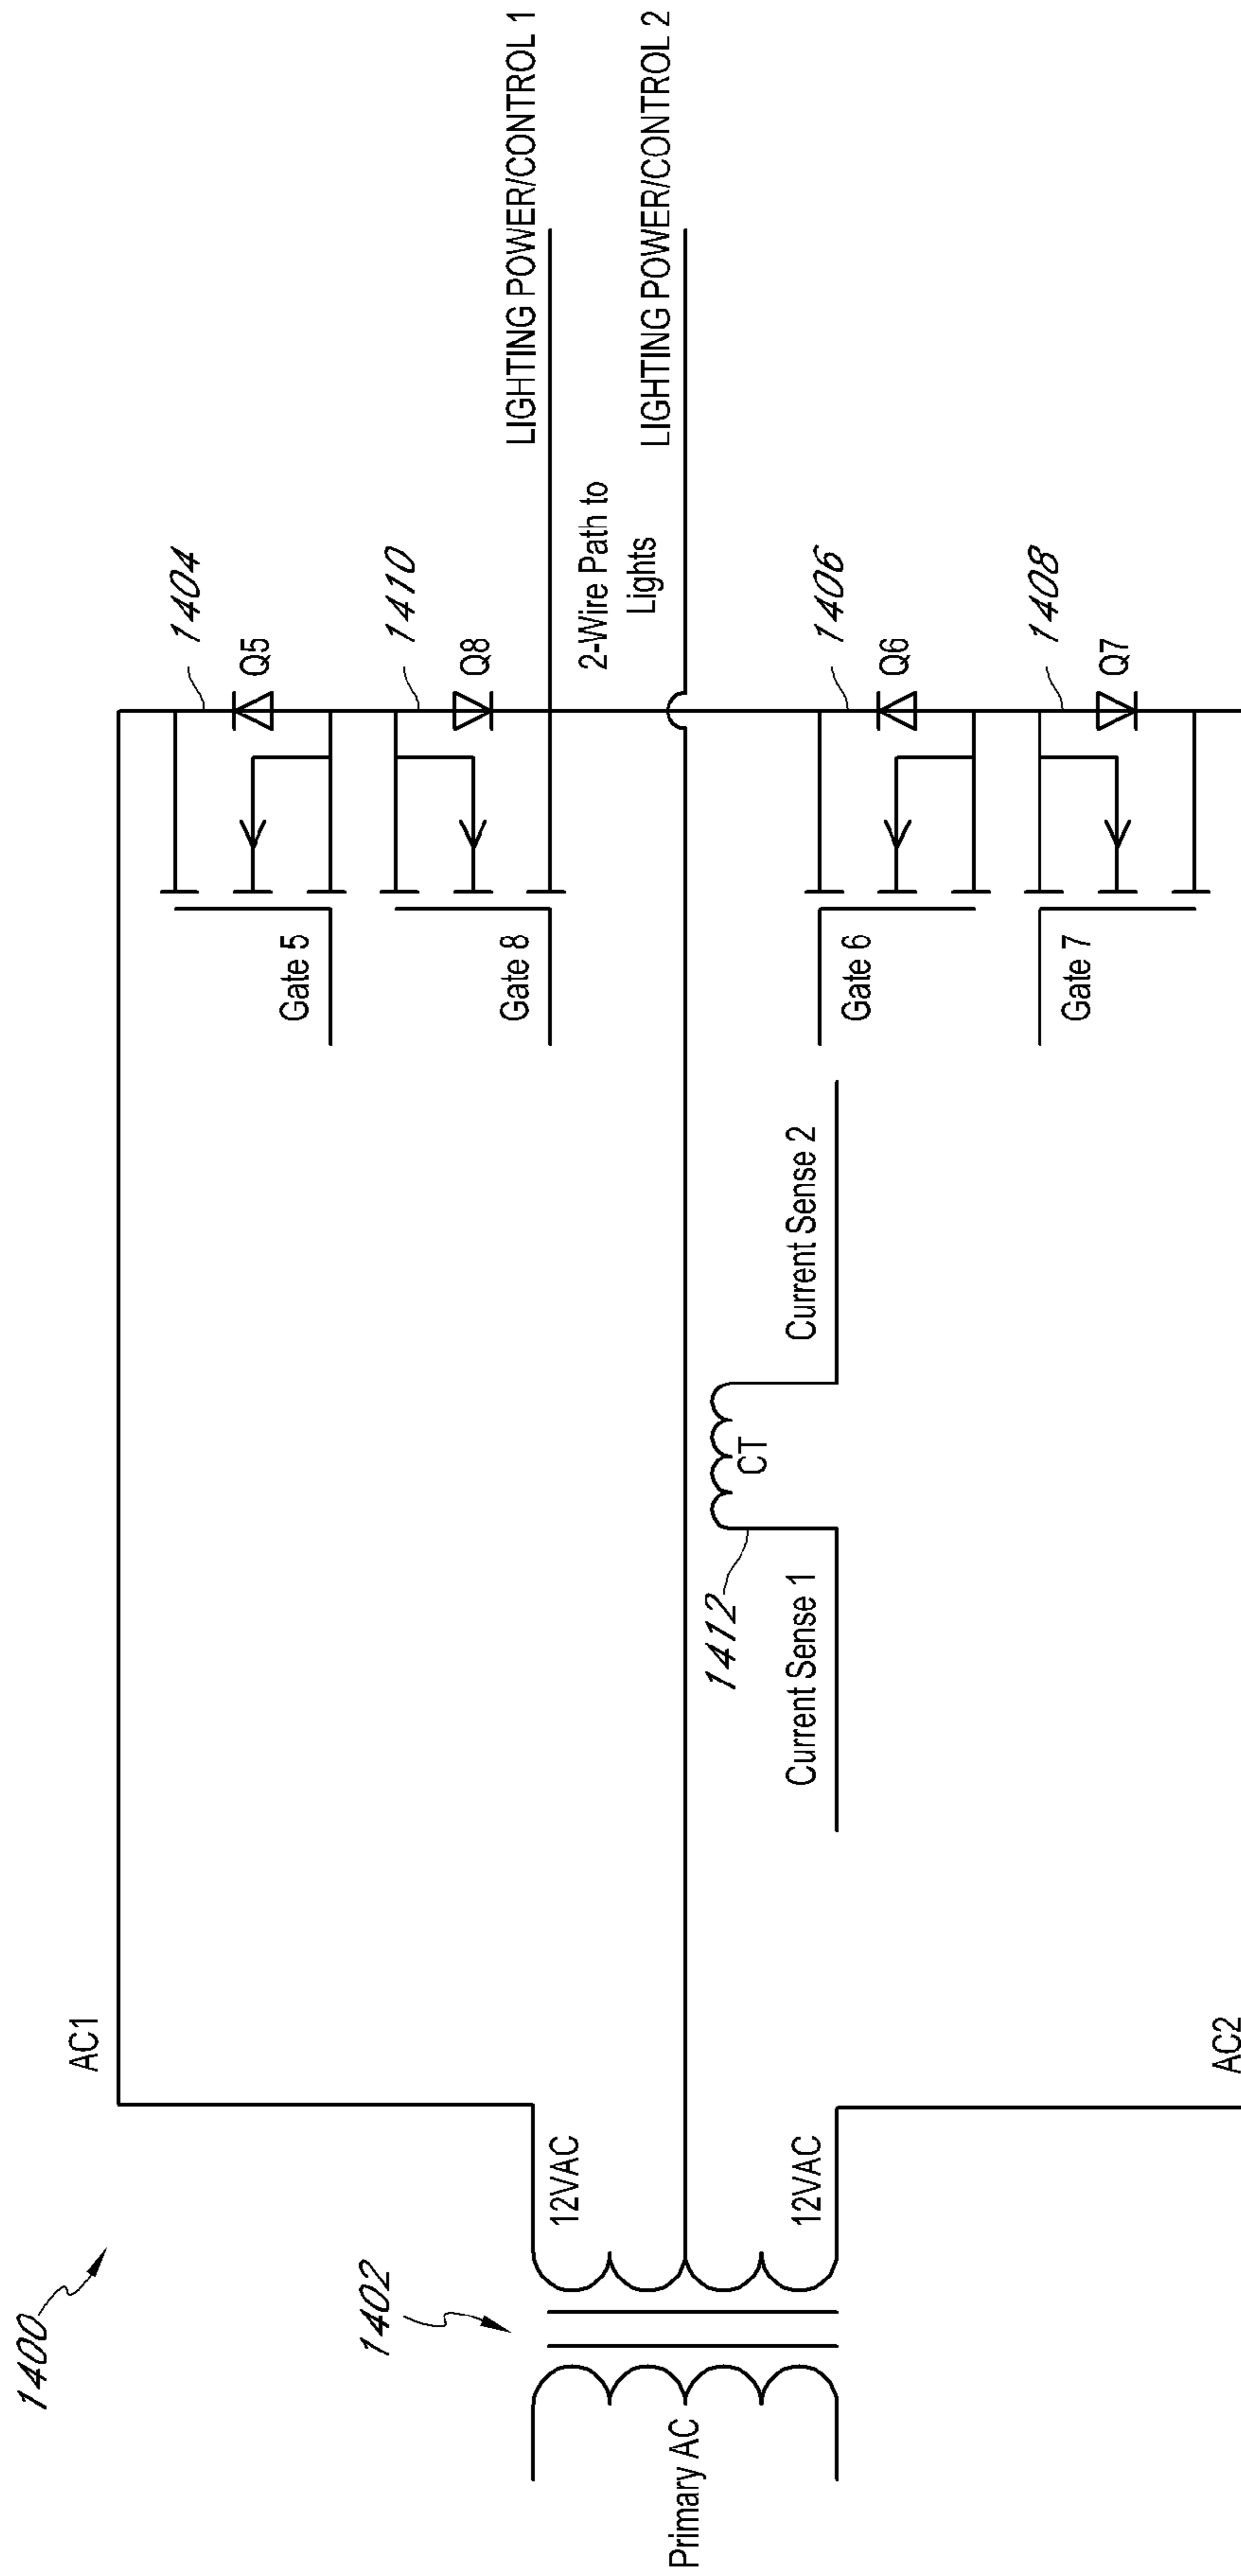 1400
AC1
1404
Q5
Gate 5
1410
Q8
Gate 8
LIGHTING POWER/CONTROL 1
1402
12VAC
2-Wire Path to
Lights
LIGHTING POWER/CONTROL 2
Primary AC
1412
CT
Current Sense 1
Current Sense 2
12VAC
1406
Q6
Gate 6
1408
Q7
Gate 7
AC2